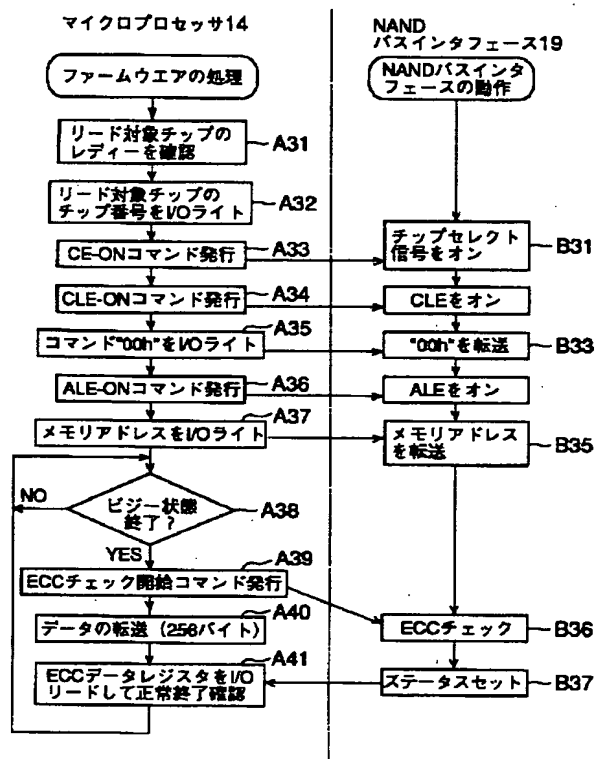 マイクロプロセッサ14
ファームウエアの処理
リード対象チップの
レディーを確認
A31
リード対象チップの
チップ番号をI/Oライト
A32
CE-ONコマンド発行
A33
CLE-ONコマンド発行
A34
コマンド"00h"をI/Oライト
A35
ALE-ONコマンド発行
A36
メモリアドレスをI/Oライト
A37
ビジー状態
終了?
A38
NO
YES
ECCチェック開始コマンド発行
A39
データの転送(256バイト)
A40
ECCデータレジスタをI/O
リードして正常終了確認
A41
NAND
バスインタフェース19
NANDバスインタ
フェースの動作
チップセレクト
信号をオン
B31
CLEをオン
"00h"を転送
B33
ALEをオン
メモリアドレス
を転送
B35
ECCチェック
B36
ステータスセット
B37